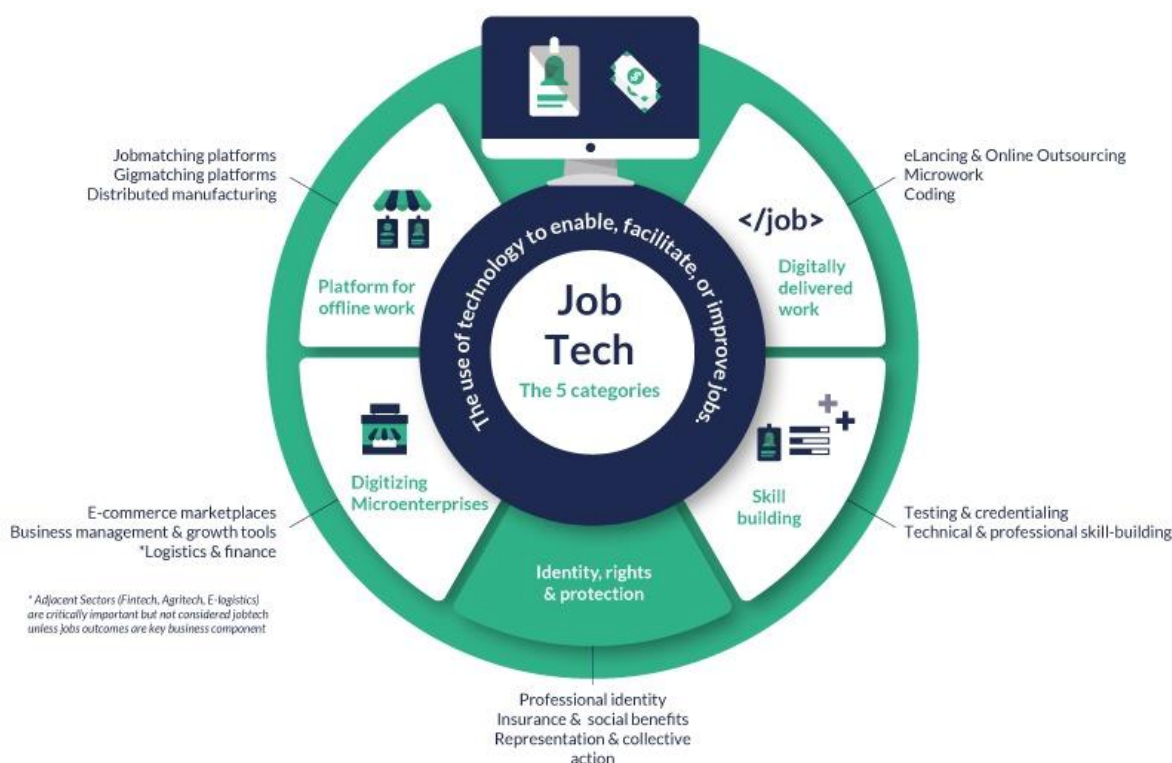 Jobmatching platforms
Gigmatching platforms
Distributed manufacturing
eLancing & Online Outsourcing
Microwork
Coding
Platform for
offline work
</job>
Digitally
delivered
work
The use of technology to enable, facilitate, or improve jobs.
Job
Tech
The 5 categories
Digitizing
Microenterprises
Skill
building
E-commerce marketplaces
Business management & growth tools
*Logistics & finance
Testing & credentialing
Technical & professional skill-building
* Adjacent Sectors (Fintech, Agritech, E-logistics)
are critically important but not considered jobtech
unless jobs outcomes are key business component
Identity, rights
& protection
Professional identity
Insurance & social benefits
Representation & collective
action